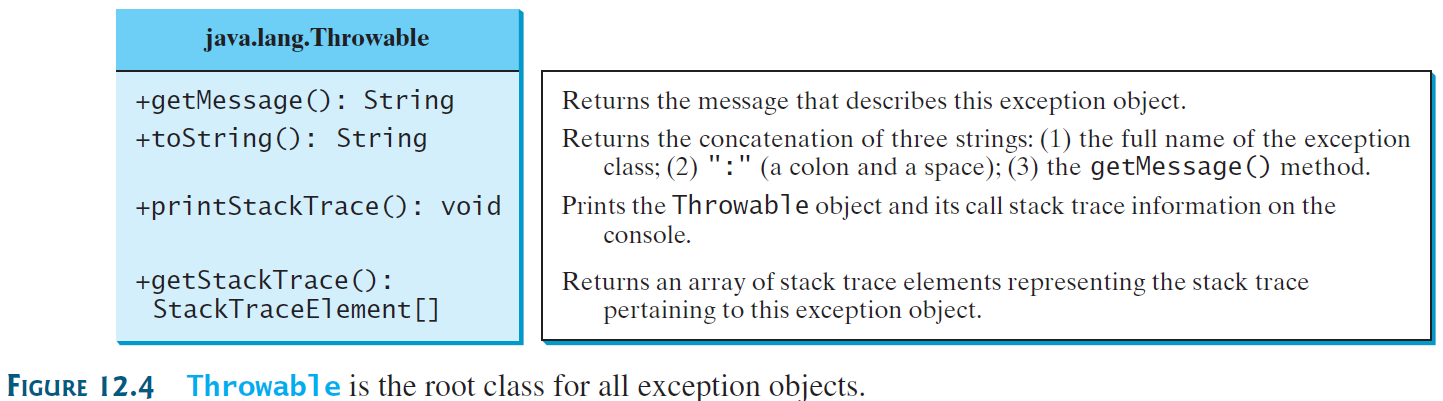 java.lang.Throwable
+getMessage(): String
Returns the message that describes this exception object.
+toString(): String
Returns the concatenation of three strings: (1) the full name of the exception
class; (2) ":" (a colon and a space); (3) the getMessage() method.
+printStackTrace(): void
Prints the Throwable object and its call stack trace information on the
console.
+getStackTrace():
StackTraceElement[]
Returns an array of stack trace elements representing the stack trace
pertaining to this exception object.
FIGURE 12.4 Throwable is the root class for all exception objects.